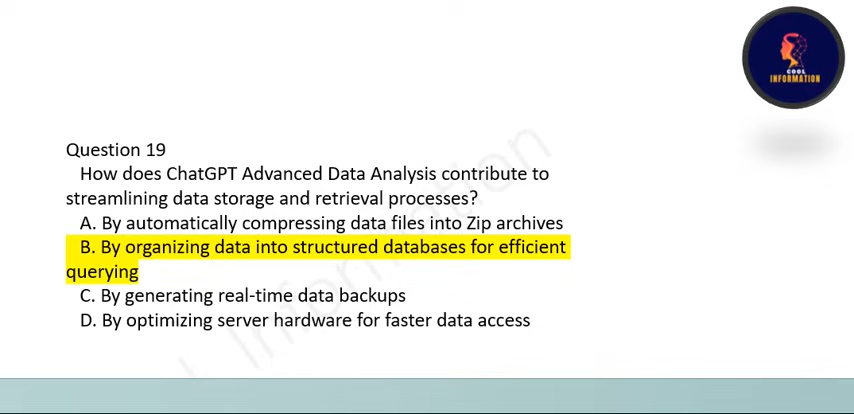 COOL
INFORMATION
Question 19
How does ChatGPT Advanced Data Analysis contribute to
streamlining data storage and retrieval processes?
A. By automatically compressing data files into Zip archives
B. By organizing data into structured databases for efficient
querying
C. By generating real-time data backups
D. By optimizing server hardware for faster data access
L Information